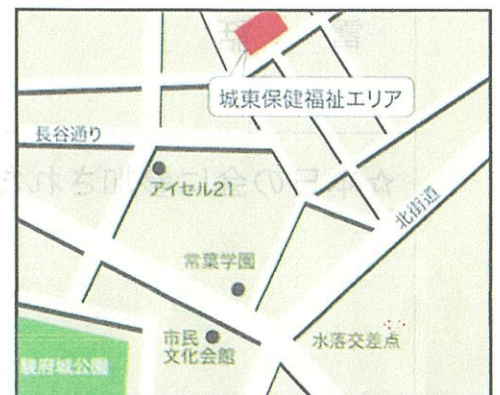 城東保健福祉エリア
長谷通り
アイセル21
北街道
常葉学園
市民
文化会館
水落交差点
駿府城公園